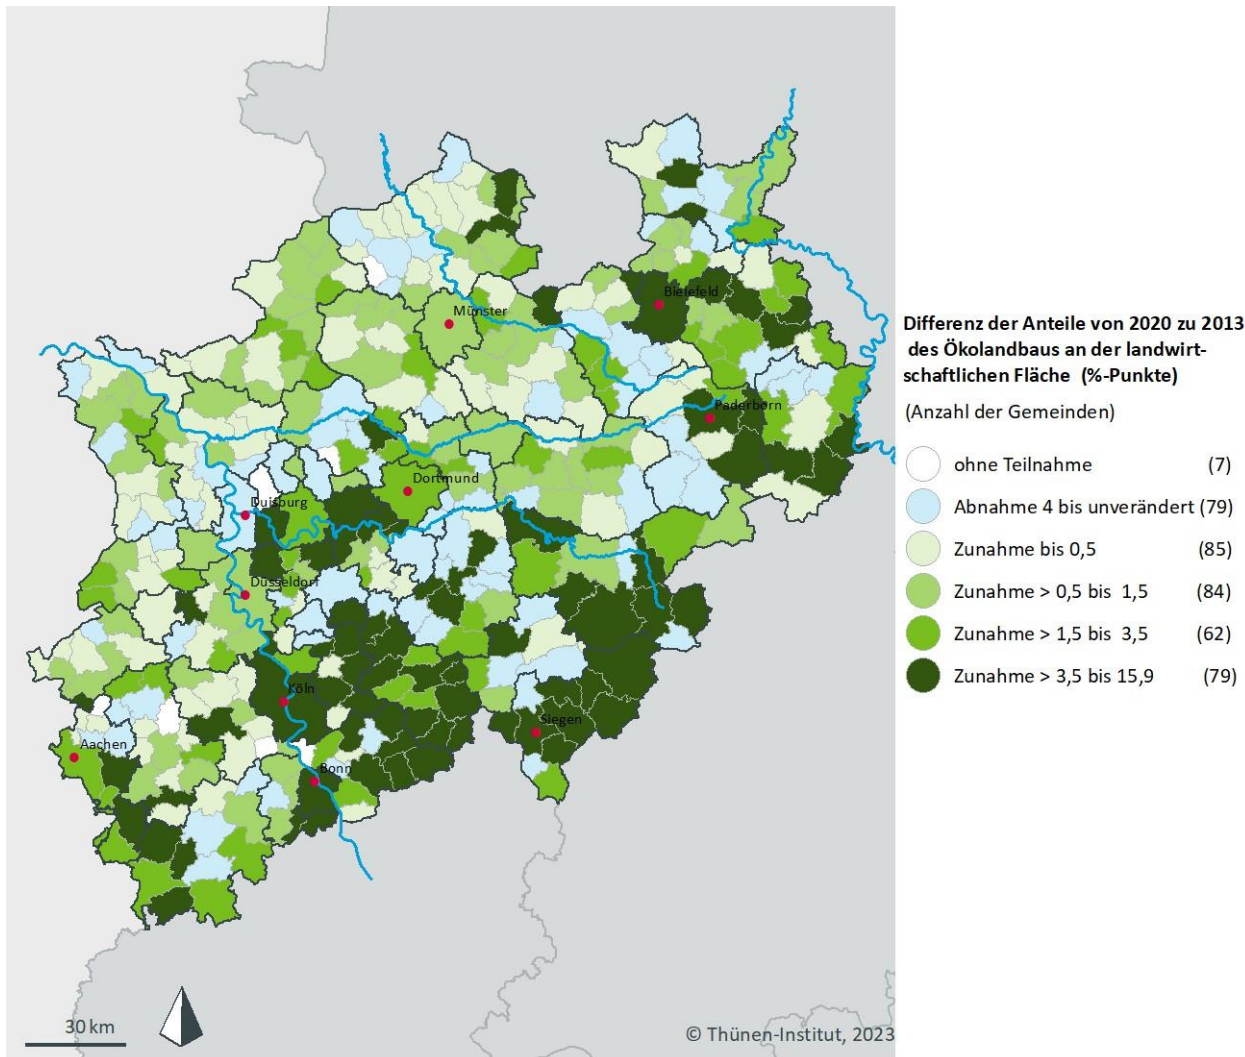 Bielefeld
Münster
Paderborn
Dortmund
Duisburg
Düsseldorf
Köln
Siegen
Aachen
Bonn
30 km
© Thünen-Institut, 2023
Differenz der Anteile von 2020 zu 2013
des Ökolandbaus an der landwirt-
schaftlichen Fläche (%-Punkte)
(Anzahl der Gemeinden)
ohne Teilnahme (7)
Abnahme 4 bis unverändert (79)
Zunahme bis 0,5 (85)
Zunahme > 0,5 bis 1,5 (84)
Zunahme > 1,5 bis 3,5 (62)
Zunahme > 3,5 bis 15,9 (79)